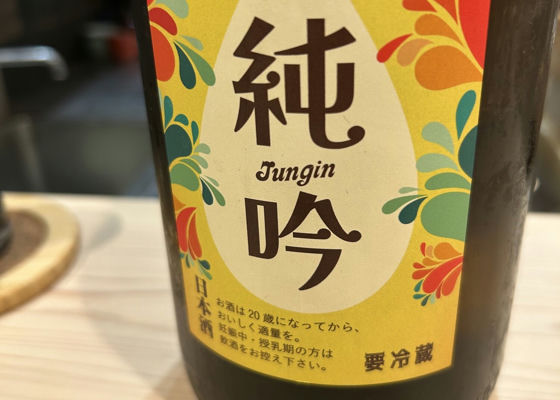 純
Jungin
吟
日本酒
お酒は20歳になってから、
おいしく適量を。
妊娠中・授乳期の方は
飲酒をお控え下さい。
要冷蔵